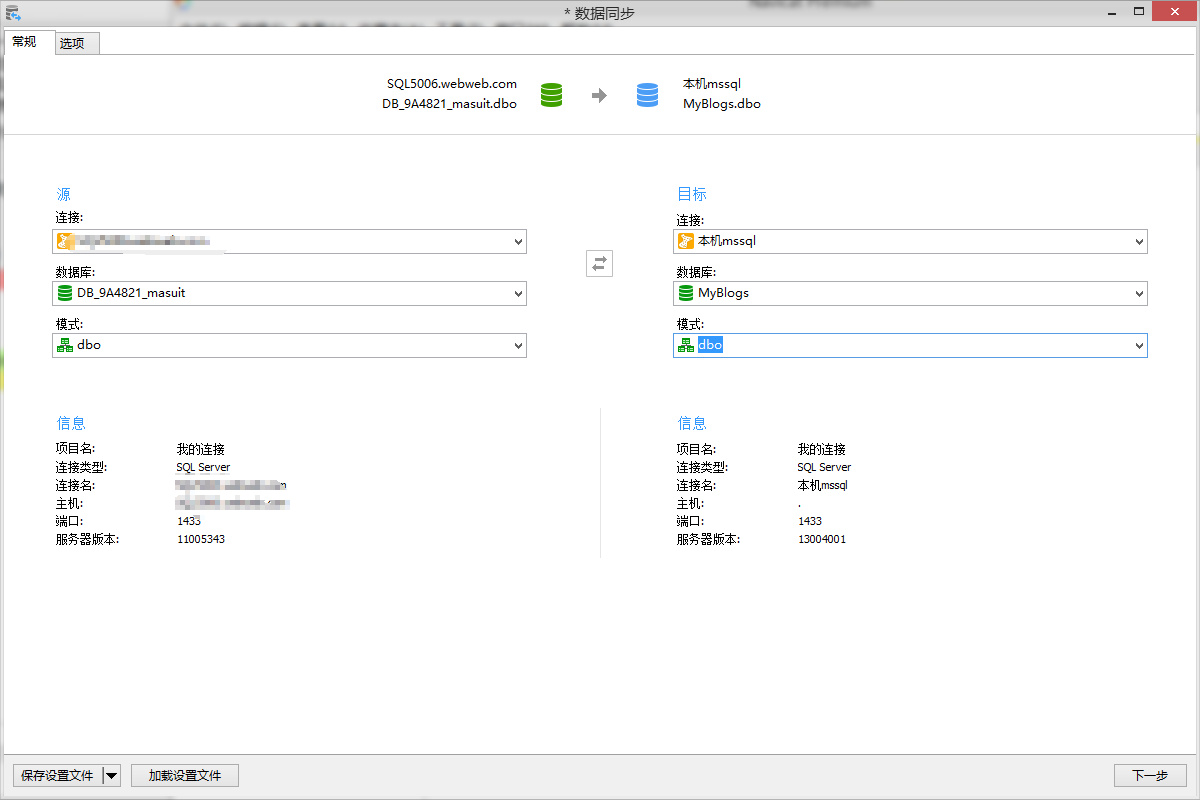 * 数据同步
常规
选项
SQL5006.webweb.com
DB_9A4821_masuit.dbo
本机mssql
MyBlogs.dbo
源
连接:
数据库:
DB_9A4821_masuit
模式:
dbo
目标
连接:
本机mssql
数据库:
MyBlogs
模式:
dbo
信息
项目名: 我的连接
连接类型: SQL Server
连接名:
主机:
端口: 1433
服务器版本: 11005343
信息
项目名: 我的连接
连接类型: SQL Server
连接名: 本机mssql
主机: .
端口: 1433
服务器版本: 13004001
保存设置文件
加载设置文件
下一步